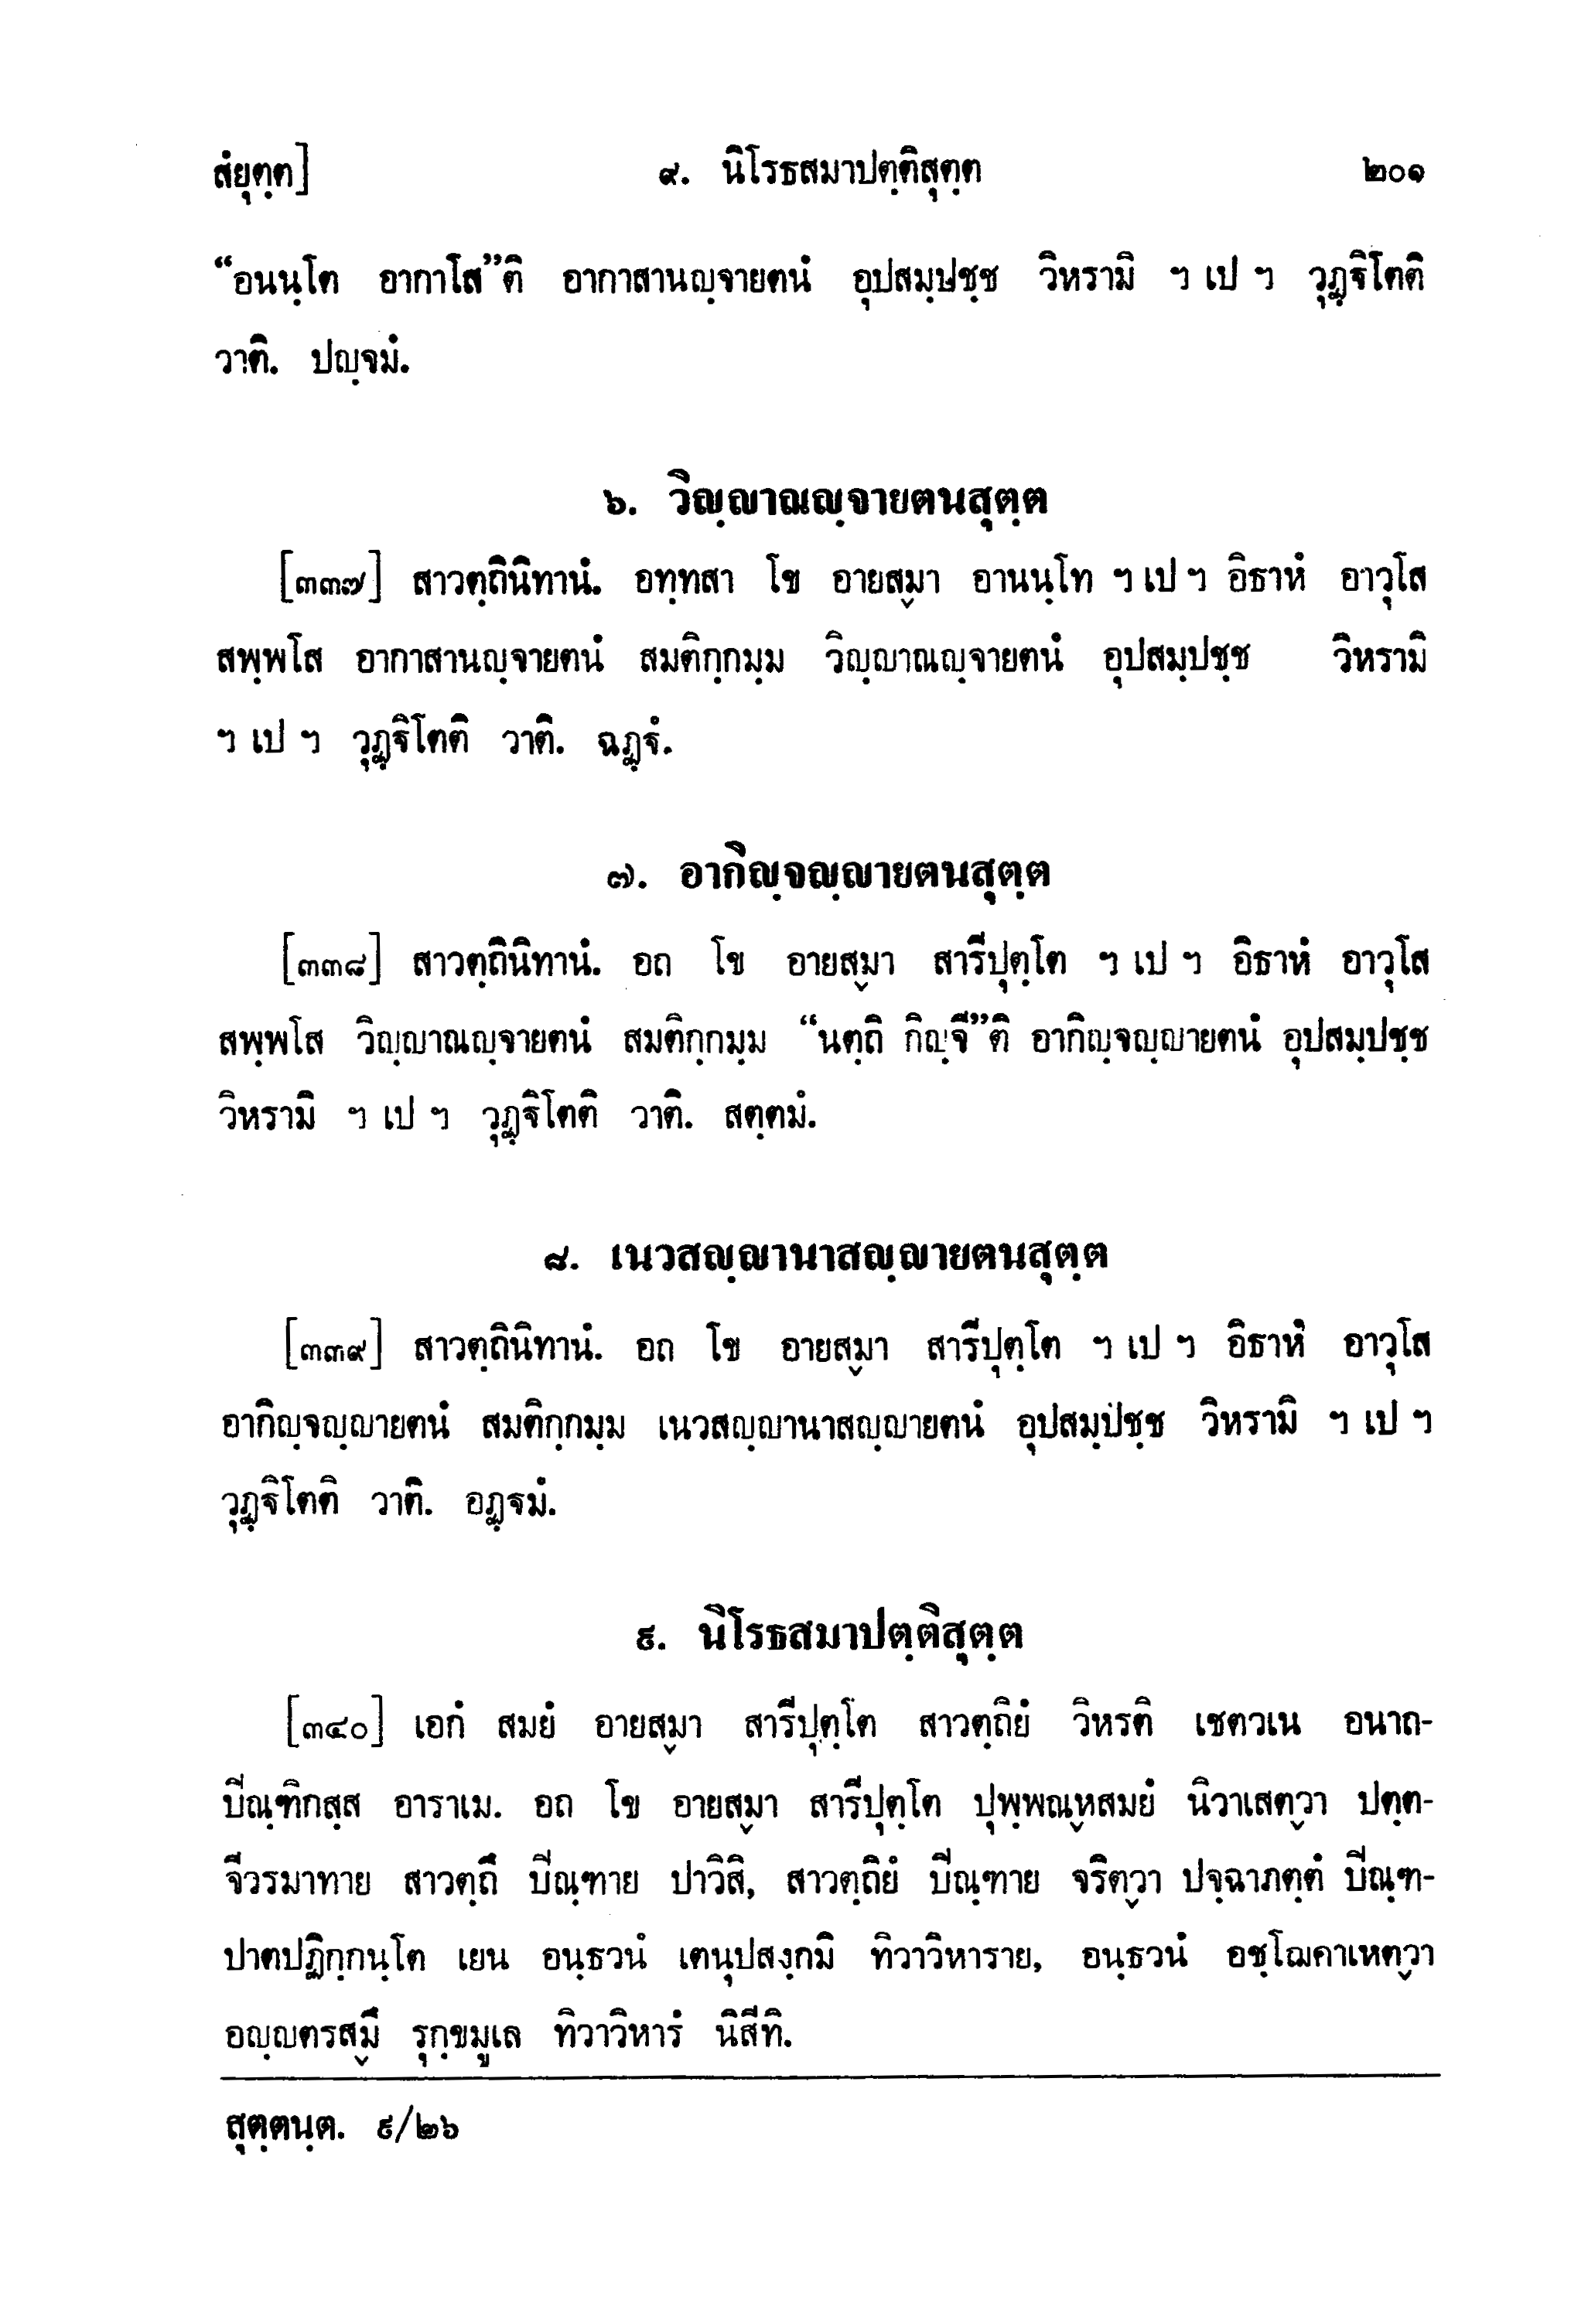 สํยุตฺต] ๙. นิโรธสมาปตฺติสุตฺต ๒๐๑
“อนนฺโต อากาโส”ติ อากาสานญฺจายตนํ อุปสมฺปชฺช วิหรามิ ฯ เป ฯ วุฏฺฐิโตติ
วาติ. ปญฺจมํ.
๖. วิญฺญาณญฺจายตนสุตฺต
[๓๓๗] สาวตฺถินิทานํ. อทฺทสา โข อายสฺมา อานนฺโท ฯ เป ฯ อิธาหํ อาวุโส
สพฺพโส อากาสานญฺจายตนํ สมติกฺกมฺม วิญฺญาณญฺจายตนํ อุปสมฺปชฺช วิหรามิ
ฯ เป ฯ วุฏฺฐิโตติ วาติ. ฉฏฺฐํ.
๗. อากิญฺจญฺญายตนสุตฺต
[๓๓๘] สาวตฺถินิทานํ. อถ โข อายสฺมา สารีปุตฺโต ฯ เป ฯ อิธาหํ อาวุโส
สพฺพโส วิญฺญาณญฺจายตนํ สมติกฺกมฺม “นตฺถิ กิญฺจี”ติ อากิญฺจญฺญายตนํ อุปสมฺปชฺช
วิหรามิ ฯ เป ฯ วุฏฺฐิโตติ วาติ. สตฺตมํ.
๘. เนวสญฺญานาสญฺญายตนสุตฺต
[๓๓๙] สาวตฺถินิทานํ. อถ โข อายสฺมา สารีปุตฺโต ฯ เป ฯ อิธาหํ อาวุโส
อากิญฺจญฺญายตนํ สมติกฺกมฺม เนวสญฺญานาสญฺญายตนํ อุปสมฺปชฺช วิหรามิ ฯ เป ฯ
วุฏฺฐิโตติ วาติ. อฏฺฐมํ.
๙. นิโรธสมาปตฺติสุตฺต
[๓๔๐] เอกํ สมยํ อายสฺมา สารีปุตฺโต สาวตฺถิยํ วิหรติ เชตวเน อนาถ-
ปิณฺฑิกสฺส อาราเม. อถ โข อายสฺมา สารีปุตฺโต ปุพฺพณฺหสมยํ นิวาเสตฺวา ปตฺต-
จีวรมาทาย สาวตฺถึ ปิณฺฑาย ปาวิสิ, สาวตฺถิยํ ปิณฺฑาย จริตฺวา ปจฺฉาภตฺตํ ปิณฺฑ-
ปาตปฏิกฺกนฺโต เยน อนฺธวนํ เตนุปสงฺกมิ ทิวาวิหาราย, อนฺธวนํ อชฺโฌคาเหตฺวา
อญฺญตรสฺมึ รุกฺขมูเล ทิวาวิหารํ นิสีทิ.
สุตฺตนฺต. ๙/๒๖